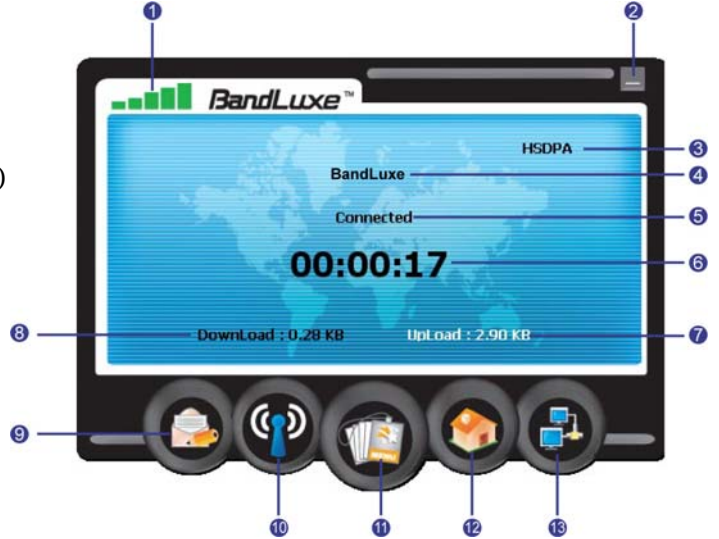 1 2
BandLuxe™
HSDPA 3
BandLuxe 4
)
Connected 5
00:00:17 6
8 DownLoad : 0.28 KB UpLoad : 2.90 KB 7
9
10 11 12 13